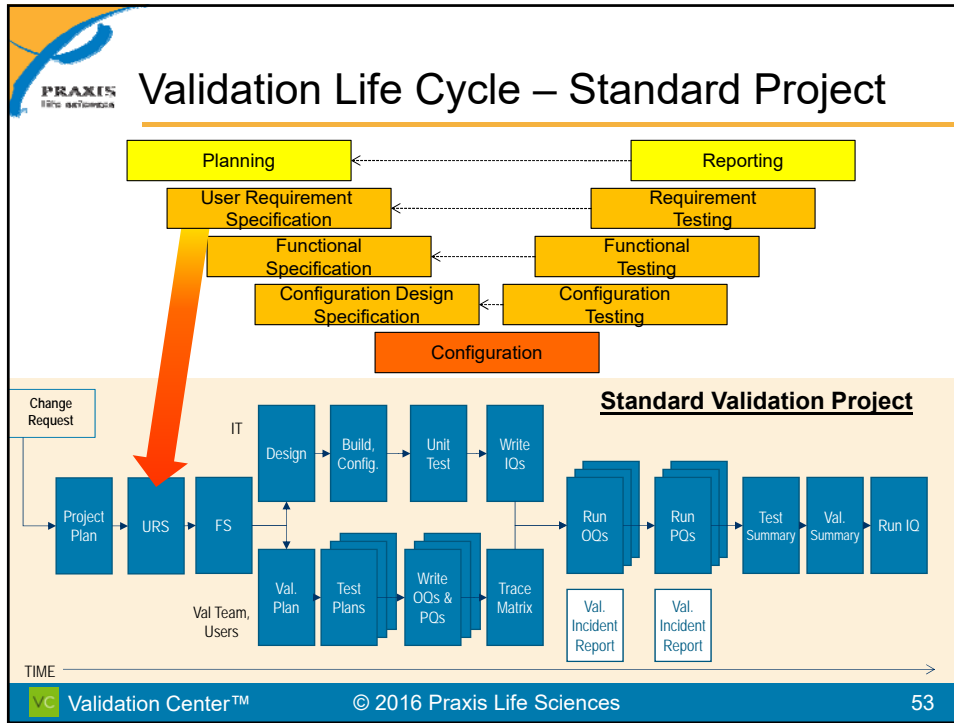 PRAXIS
life sciences
Validation Life Cycle – Standard Project
Planning
Reporting
User Requirement
Specification
Requirement
Testing
Functional
Specification
Functional
Testing
Configuration Design
Specification
Configuration
Testing
Configuration
Standard Validation Project
Change
Request
IT
Design
Build,
Config.
Unit
Test
Write
IQs
Project
Plan
URS
FS
Run
OQs
Run
PQs
Test
Summary
Val.
Summary
Run IQ
Val Team,
Users
Val.
Plan
Test
Plans
Write
OQs &
PQs
Trace
Matrix
Val.
Incident
Report
Val.
Incident
Report
TIME
VC Validation Center™
© 2016 Praxis Life Sciences
53